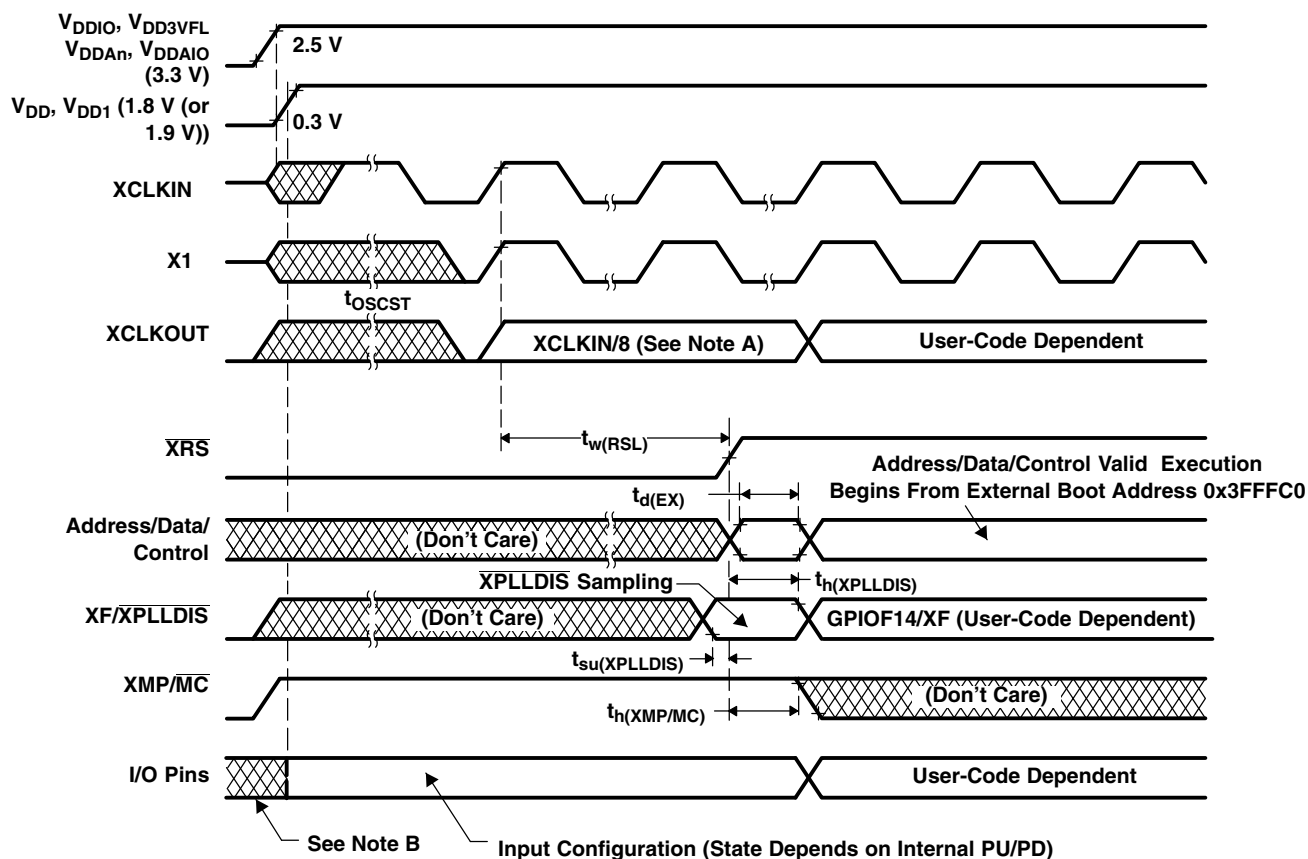 VDDIO, VDD3VFL
VDDAn, VDDAIO
(3.3 V)
2.5 V
VDD, VDD1 (1.8 V (or
1.9 V))
0.3 V
XCLKIN
X1
tOSCST
XCLKOUT
XCLKIN/8 (See Note A)
User-Code Dependent
XRS
tw(RSL)
Address/Data/Control Valid Execution
Begins From External Boot Address 0x3FFFC0
td(EX)
Address/Data/
Control
(Don't Care)
XPLLDIS Sampling
th(XPLLDIS)
XF/XPLLDIS
(Don't Care)
GPIOF14/XF (User-Code Dependent)
tsu(XPLLDIS)
XMP/MC
(Don't Care)
th(XMP/MC)
I/O Pins
User-Code Dependent
See Note B
Input Configuration (State Depends on Internal PU/PD)